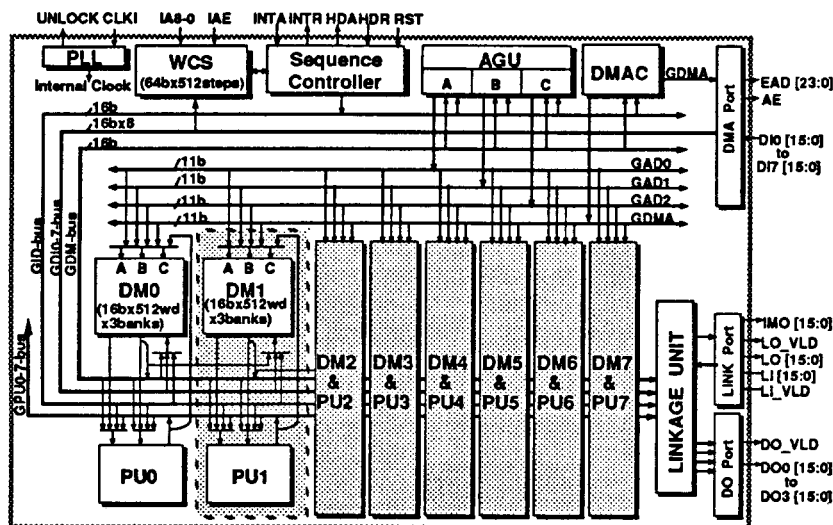 UNLOCK CLKI IA8-0 IAE INTA INTR HDA HDR RST
PLL
Internal Clock
WCS
(64bx512steps)
Sequence
Controller
AGU
A B C
DMAC
GDMA
DMA Port
EAD [23:0]
AE
DI0 [15:0]
to
DI7 [15:0]
16b
16bx8
16b
11b
GAD0
11b
GAD1
11b
GAD2
11b
GDMA
GID-bus
GDI0-7-bus
GDM-bus
GPU0-7-bus
A B C
DM0
(16bx512wd
x3banks)
A B C
DM1
(16bx512wd
x3banks)
DM2
&
PU2
DM3
&
PU3
DM4
&
PU4
DM5
&
PU5
DM6
&
PU6
DM7
&
PU7
PU0
PU1
LINKAGE UNIT
LINK Port
IMO [15:0]
LO_VLD
LO [15:0]
LI [15:0]
LI_VLD
DO Port
DO_VLD
DO0 [15:0]
to
DO3 [15:0]